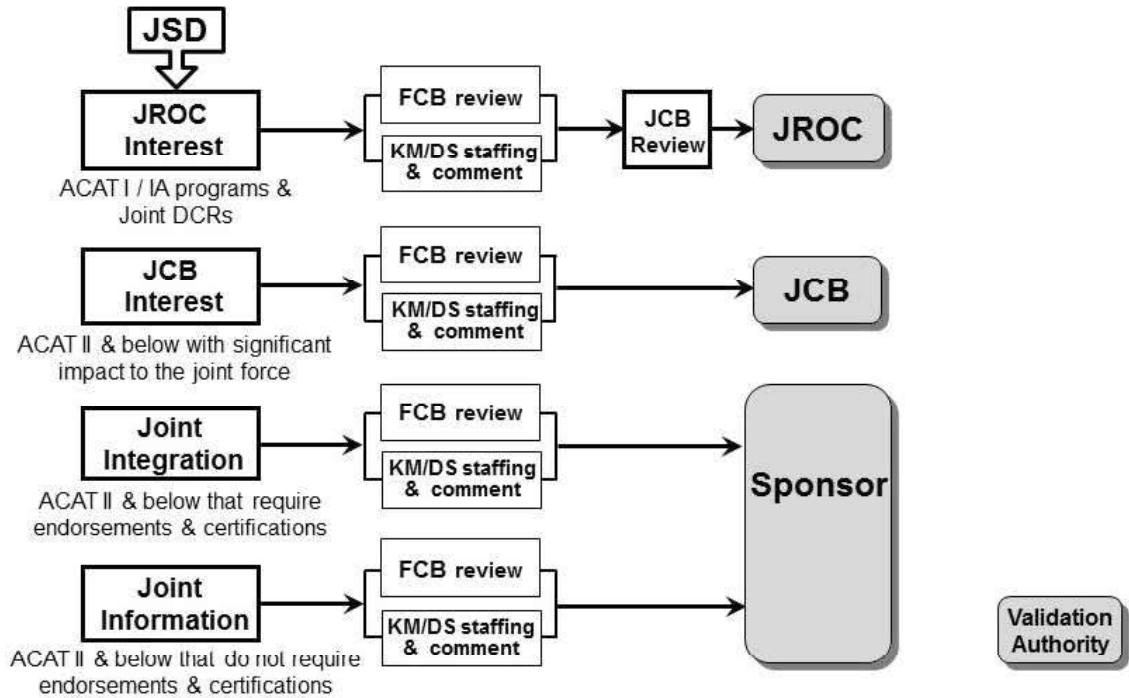 JSD
JROC
Interest
ACAT I / IA programs &
Joint DCRs
FCB review
KM/DS staffing
& comment
JCB
Review
JROC
JCB
Interest
ACAT II & below with significant
impact to the joint force
FCB review
KM/DS staffing
& comment
JCB
Joint
Integration
ACAT II & below that require
endorsements & certifications
FCB review
KM/DS staffing
& comment
Sponsor
Joint
Information
ACAT II & below that do not require
endorsements & certifications
FCB review
KM/DS staffing
& comment
Validation
Authority